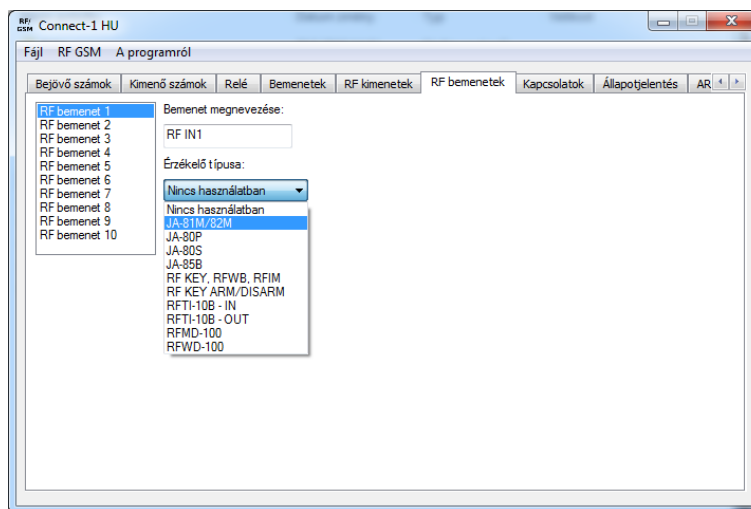 RF/GSM Connect-1 HU
Fájl RF GSM A programról
Bejövő számok Kimenő számok Relé Bemenetek RF kimenetek RF bemenetek Kapcsolatok Állapotjelentés AR
RF bemenet 1
RF bemenet 2
RF bemenet 3
RF bemenet 4
RF bemenet 5
RF bemenet 6
RF bemenet 7
RF bemenet 8
RF bemenet 9
RF bemenet 10
Bemenet megnevezése:
RF IN1
Érzékelő típusa:
Nincs használatban
Nincs használatban
JA-81M/82M
JA-80P
JA-80S
JA-85B
RF KEY, RFWB, RFIM
RF KEY ARM/DISARM
RFTI-10B - IN
RFTI-10B - OUT
RFMD-100
RFWD-100